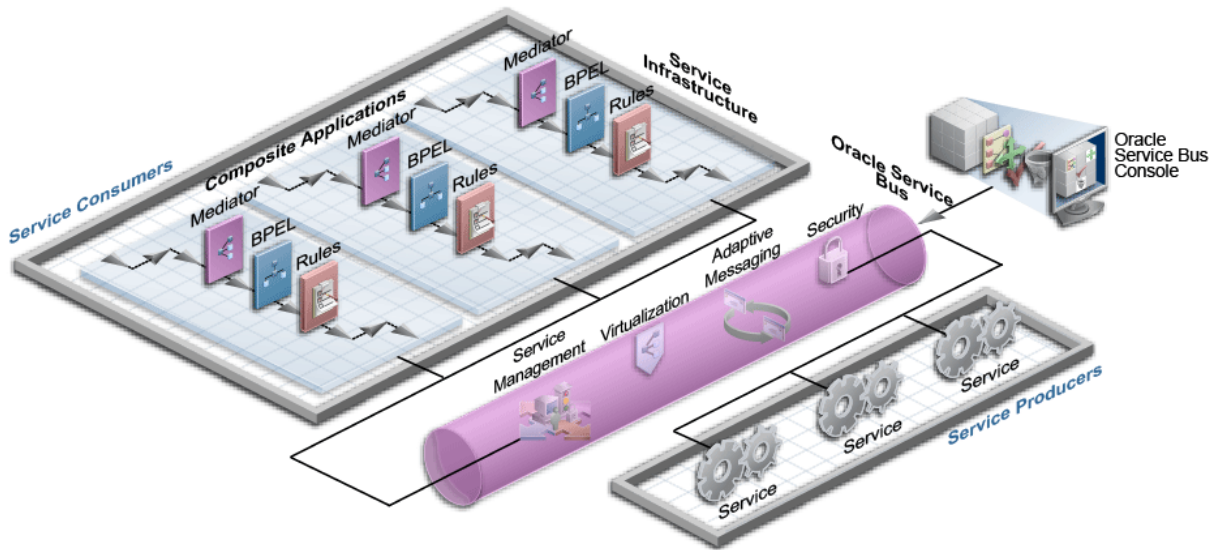 Service Consumers
Composite Applications
Service
Infrastructure
Mediator
BPEL
Rules
Mediator
BPEL
Rules
Mediator
BPEL
Rules
Oracle Service
Bus
Oracle
Service Bus
Console
Service
Management
Virtualization
Adaptive
Messaging
Security
Service
Service
Service
Service Producers